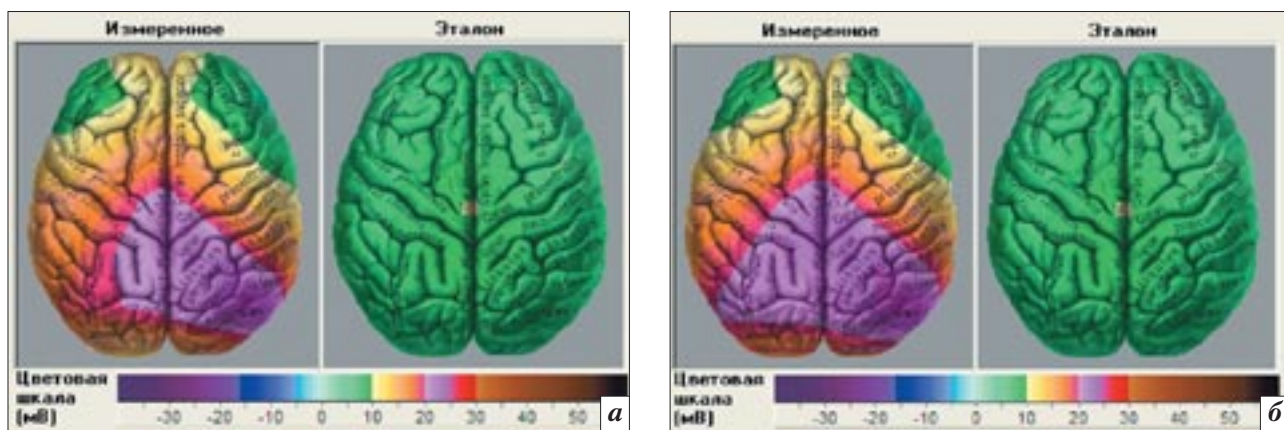 Измеренное Эталон
Цветовая
шкала
(мВ)
-30 -20 -10 0 10 20 30 40 50
а
Измеренное Эталон
Цветовая
шкала
(мВ)
-30 -20 -10 0 10 20 30 40 50
б